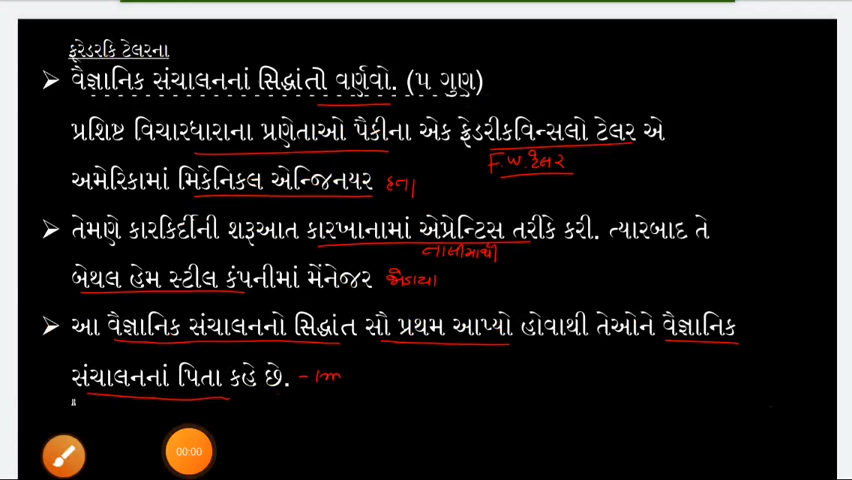 ફ્રેડરિક ટેલરના
➤ વૈજ્ઞાનિક સંચાલનનાં સિદ્ધાંતો વર્ણવો. (૫ ગુણ)
પ્રશિષ્ટ વિચારધારાના પ્રણેતાઓ પૈકીના એક ફ્રેડરીકવિન્સલો ટેલર એ
F.W. ટેલર
અમેરિકામાં મિકેનિકલ એન્જિનયર હતા
➤ તેમણે કારકિર્દીની શરૂઆત કારખાનામાં એપ્રેન્ટિસ તરીકે કરી. ત્યારબાદ તે
તાલીમાર્થી
બેથલ હેમ સ્ટીલ કંપનીમાં મેંનેજર જોડાયા
➤ આ વૈજ્ઞાનિક સંચાલનનો સિદ્ધાંત સૌ પ્રથમ આપ્યો હોવાથી તેઓને વૈજ્ઞાનિક
સંચાલનનાં પિતા કહે છે. - Im
00:00